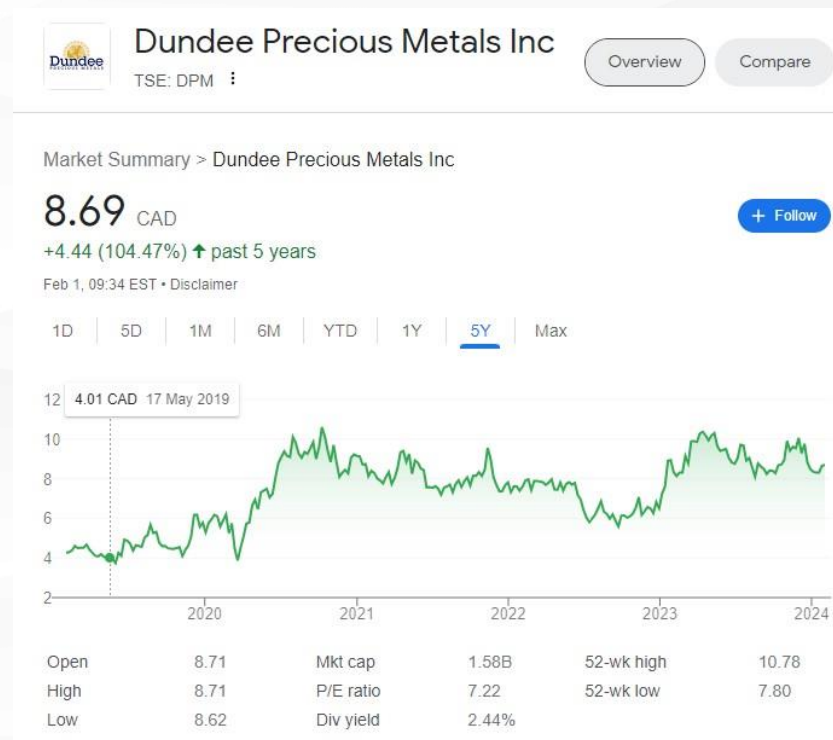 Dundee
PRECIOUS METALS
Dundee Precious Metals Inc
TSE: DPM
Overview
Compare
Market Summary > Dundee Precious Metals Inc
8.69 CAD
+ Follow
+4.44 (104.47%) ↑ past 5 years
Feb 1, 09:34 EST • Disclaimer
1D 5D 1M 6M YTD 1Y 5Y Max
4.01 CAD 17 May 2019
12
10
8
6
4
2
2020 2021 2022 2023 2024
Open 8.71 Mkt cap 1.58B 52-wk high 10.78
High 8.71 P/E ratio 7.22 52-wk low 7.80
Low 8.62 Div yield 2.44%